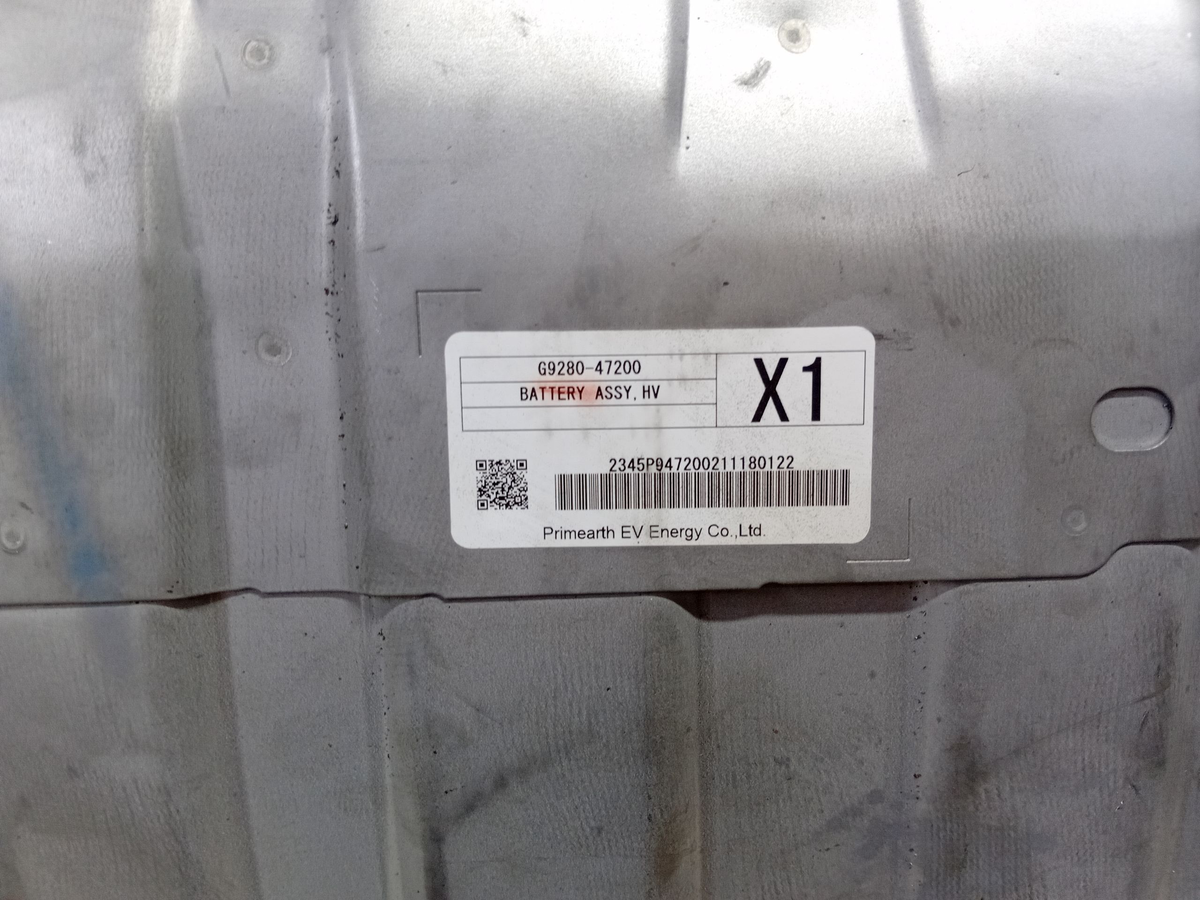 G9280-47200
BATTERY ASSY, HV
X1
2345P947200211180122
Primearth EV Energy Co.,Ltd.